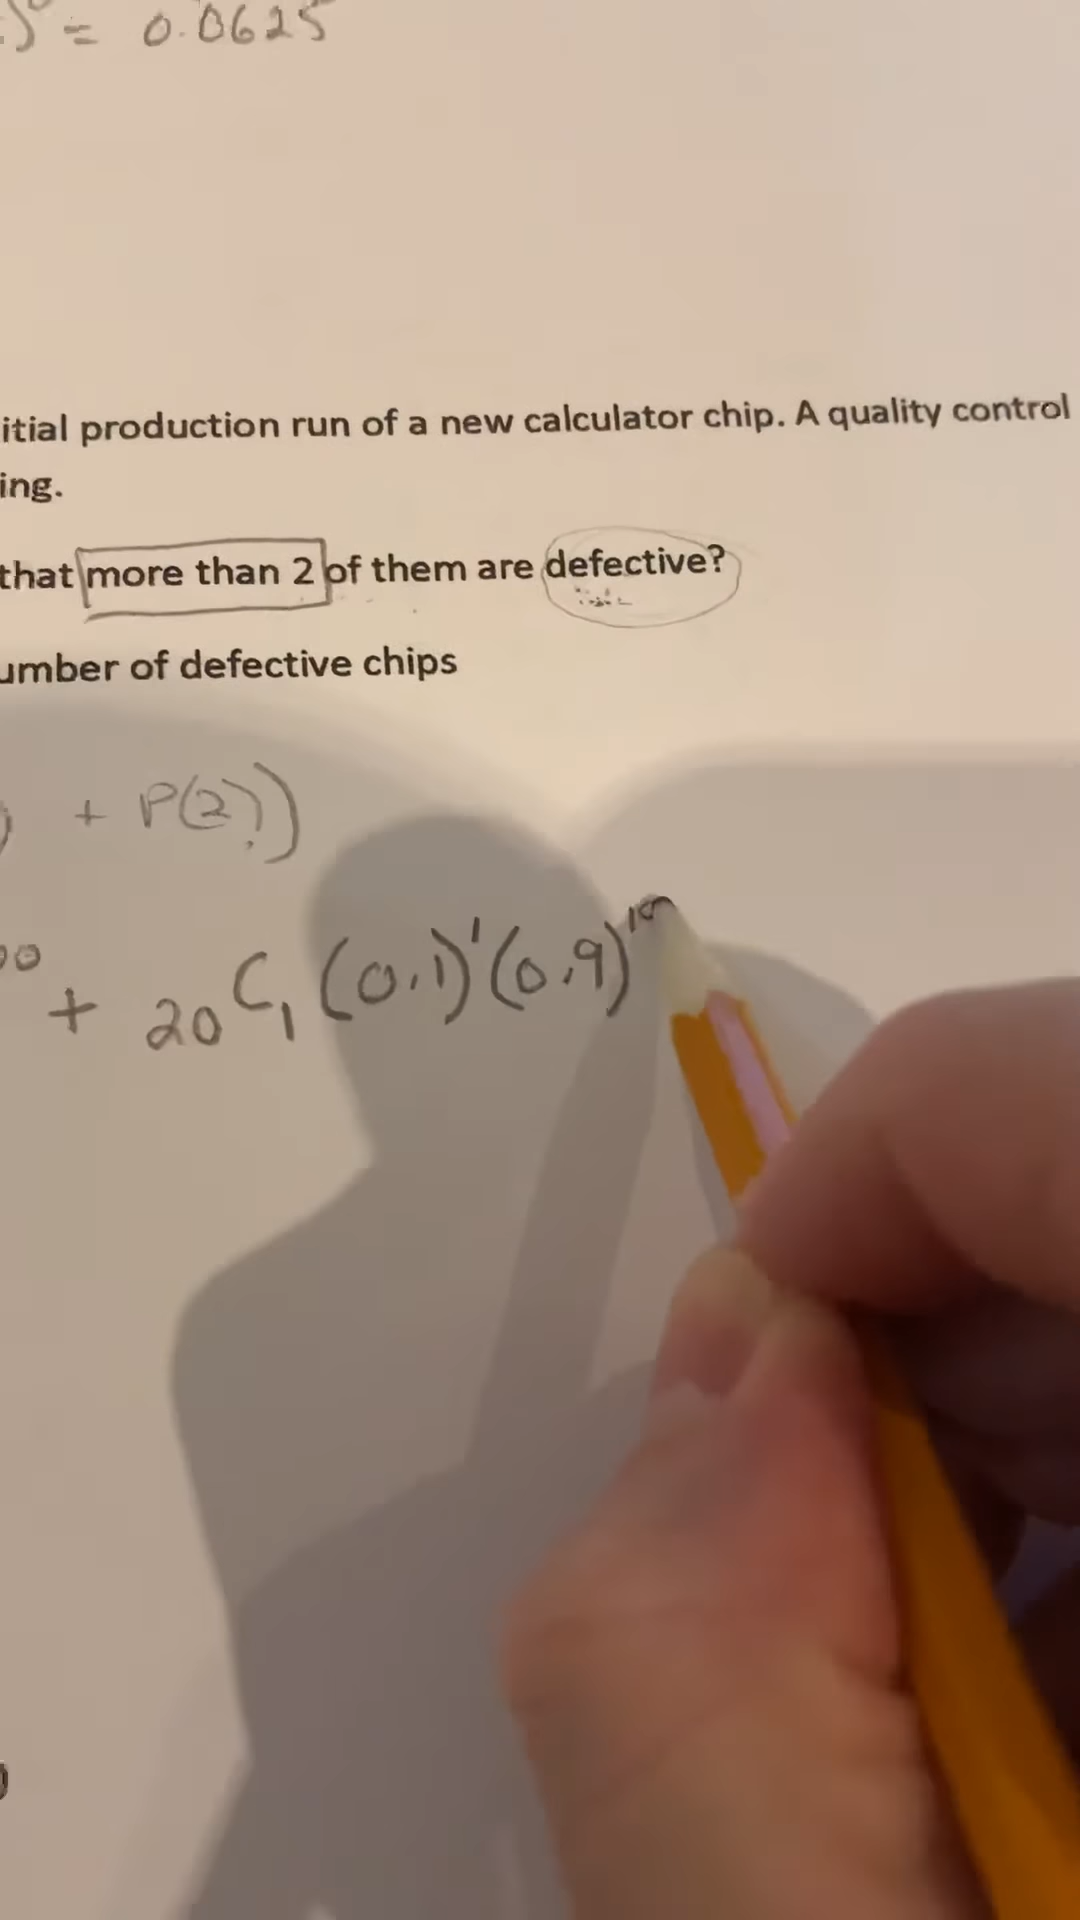 = 0.0625
itial production run of a new calculator chip. A quality control
ing.
that more than 2 of them are defective?
umber of defective chips
) + P(2))
+ 20C1 (0.1)^1 (0.9)